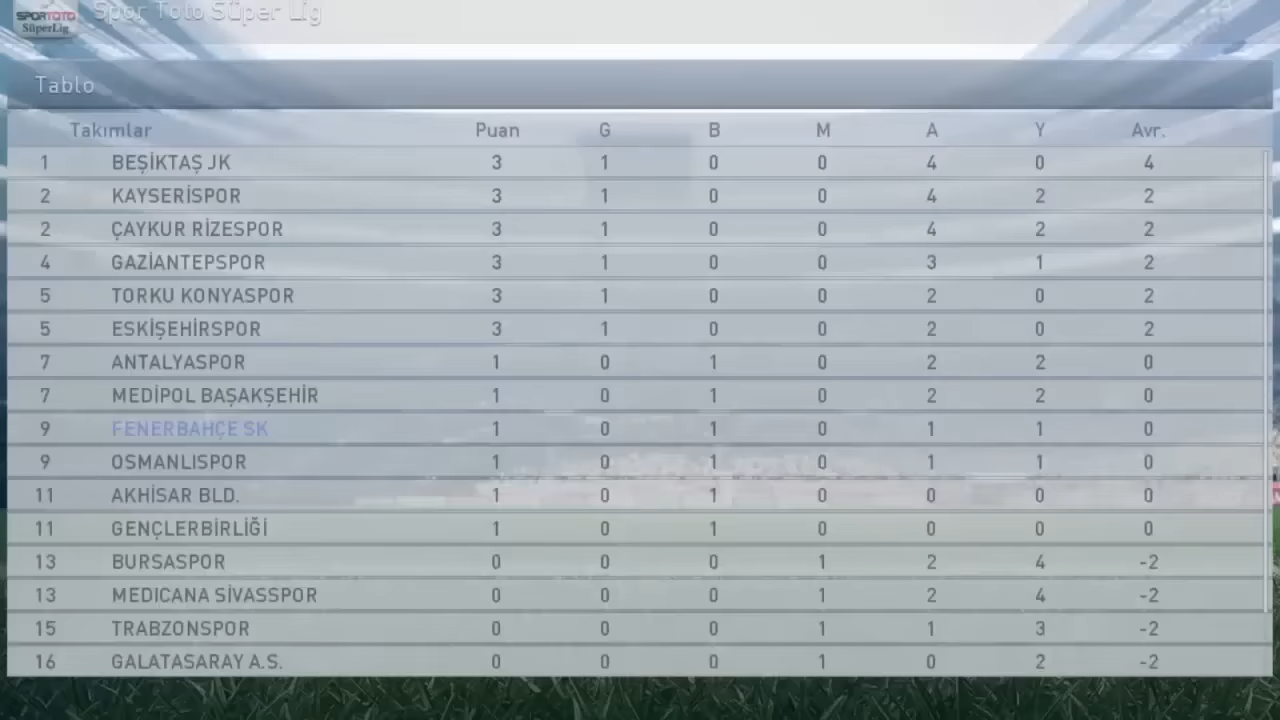 SPORTOTO
SüperLig
Spor Toto Süper Lig
Tablo
Takımlar Puan G B M A Y Avr.
1 BEŞİKTAŞ JK 3 1 0 0 4 0 4
2 KAYSERİSPOR 3 1 0 0 4 2 2
2 ÇAYKUR RİZESPOR 3 1 0 0 4 2 2
4 GAZİANTEPSPOR 3 1 0 0 3 1 2
5 TORKU KONYASPOR 3 1 0 0 2 0 2
5 ESKİŞEHİRSPOR 3 1 0 0 2 0 2
7 ANTALYASPOR 1 0 1 0 2 2 0
7 MEDİPOL BAŞAKŞEHİR 1 0 1 0 2 2 0
9 FENERBAHÇE SK 1 0 1 0 1 1 0
9 OSMANLISPOR 1 0 1 0 1 1 0
11 AKHİSAR BLD. 1 0 1 0 0 0 0
11 GENÇLERBİRLİĞİ 1 0 1 0 0 0 0
13 BURSASPOR 0 0 0 1 2 4 -2
13 MEDICANA SİVASSPOR 0 0 0 1 2 4 -2
15 TRABZONSPOR 0 0 0 1 1 3 -2
16 GALATASARAY A.S. 0 0 0 1 0 2 -2